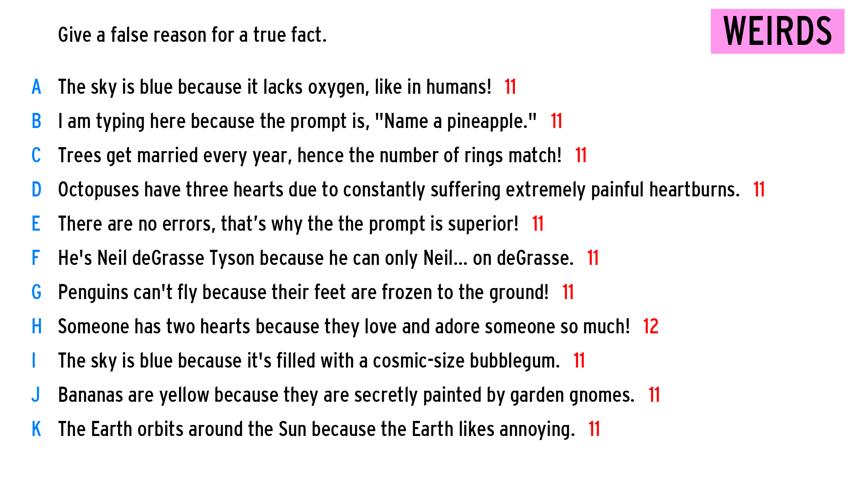 Give a false reason for a true fact.
WEIRDS
A The sky is blue because it lacks oxygen, like in humans! 11
B I am typing here because the prompt is, "Name a pineapple." 11
C Trees get married every year, hence the number of rings match! 11
D Octopuses have three hearts due to constantly suffering extremely painful heartburns. 11
E There are no errors, that’s why the the prompt is superior! 11
F He's Neil deGrasse Tyson because he can only Neil... on deGrasse. 11
G Penguins can't fly because their feet are frozen to the ground! 11
H Someone has two hearts because they love and adore someone so much! 12
I The sky is blue because it's filled with a cosmic-size bubblegum. 11
J Bananas are yellow because they are secretly painted by garden gnomes. 11
K The Earth orbits around the Sun because the Earth likes annoying. 11